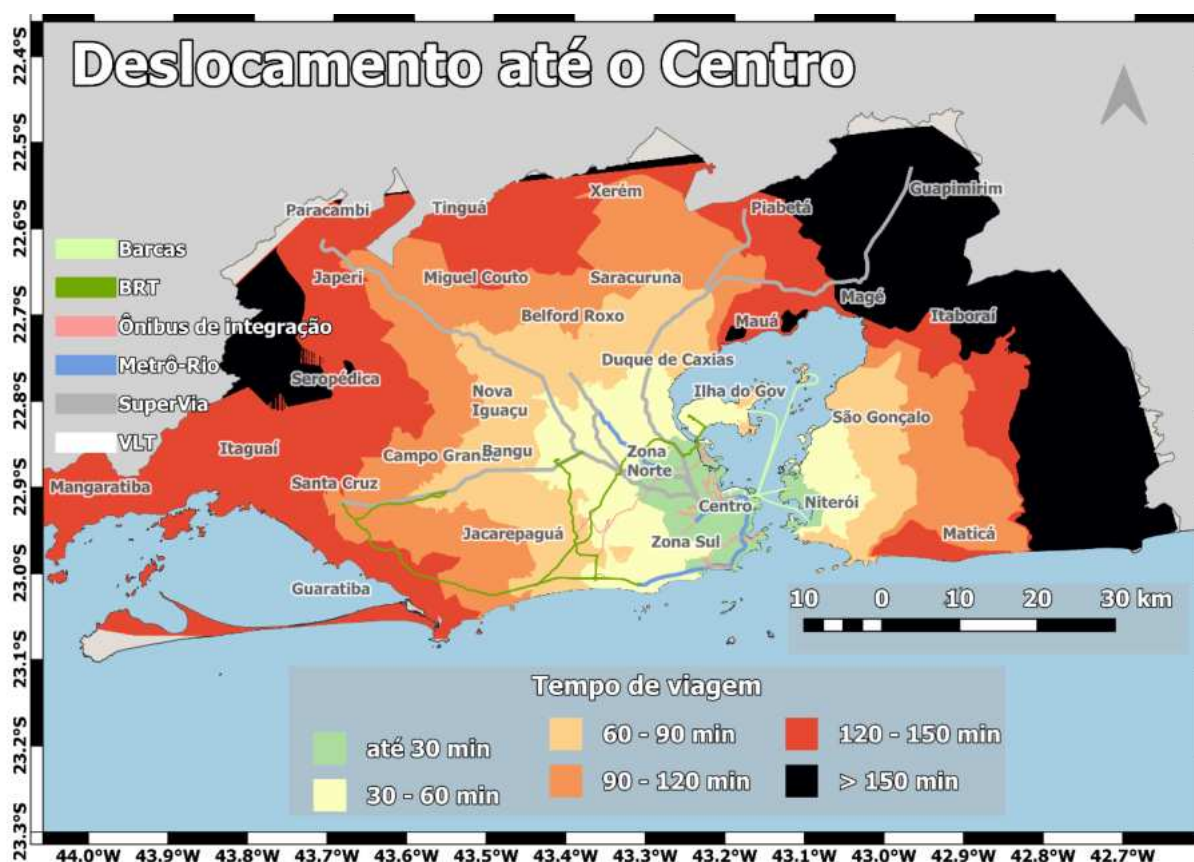 Deslocamento até o Centro
22.4°S
22.5°S
22.6°S
22.7°S
22.8°S
22.9°S
23.0°S
23.1°S
23.2°S
23.3°S
Barcas
BRT
Ônibus de integração
Metrô-Rio
SuperVia
VLT
Paracambi
Tinguá
Xerém
Piabetá
Guapimirim
Japeri
Miguel Couto
Saracuruna
Magé
Belford Roxo
Mauá
Itaboraí
Duque de Caxias
Seropédica
Nova
Iguaçu
Ilha do Gov
São Gonçalo
Itaguaí
Campo Grande
Bangu
Zona
Norte
Mangaratiba
Santa Cruz
Centro
Niterói
Jacarepaguá
Zona Sul
Maticá
Guaratiba
10 0 10 20 30 km
Tempo de viagem
até 30 min
30 - 60 min
60 - 90 min
90 - 120 min
120 - 150 min
> 150 min
44.0°W 43.9°W 43.8°W 43.7°W 43.6°W 43.5°W 43.4°W 43.3°W 43.2°W 43.1°W 43.0°W 42.9°W 42.8°W 42.7°W